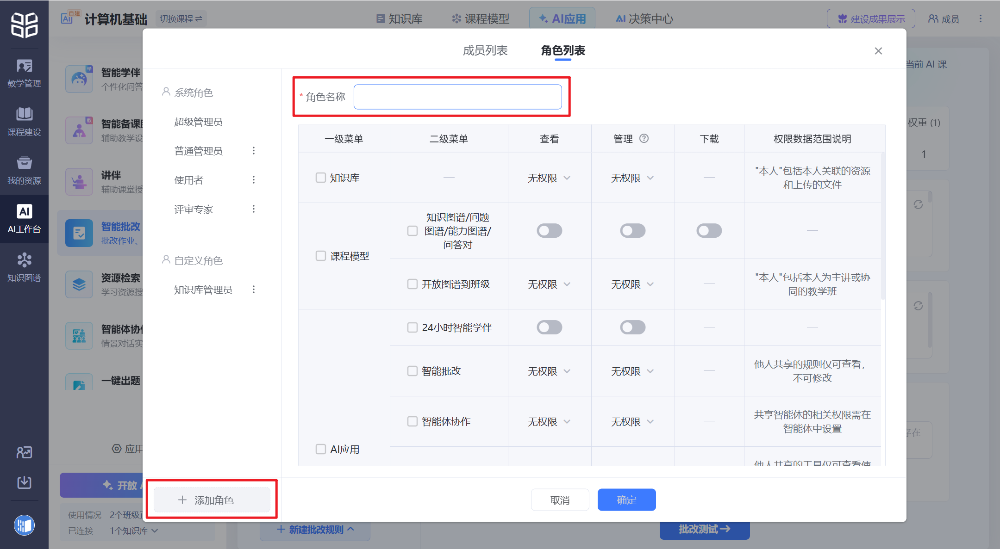 自建
AI
计算机基础
切换课程
知识库
课程模型
AI应用
AI 决策中心
建设成果展示
成员
教学管理
课程建设
我的资源
AI
AI工作台
知识图谱
学
智能学伴
个性化问答
教
智能备课
辅助教学设
讲伴
辅助课堂授
智能批改
批改作业、
资源检索
学习资源搜
智能体协作
情景对话实
一键出题
应用
开放 A
使用情况 2个班级正
已连接 1个知识库
成员列表
角色列表
系统角色
超级管理员
普通管理员
使用者
评审专家
自定义角色
知识库管理员
+ 添加角色
* 角色名称
一级菜单 二级菜单 查看 管理 ? 下载 权限数据范围说明
知识库 — 无权限 无权限 — "本人"包括本人关联的资源
和上传的文件
课程模型
知识图谱/问题
图谱/能力图谱/
问答对
—
开放图谱到班级 无权限 无权限 — "本人"包括本人为主讲或协
同的教学班
AI应用
24小时智能学伴 — —
智能批改 无权限 无权限 — 他人共享的规则仅可查看，
不可修改
智能体协作 无权限 无权限 — 共享智能体的相关权限需在
智能体中设置
他人共享的工具仅可查看使
取消
确定
当前 AI 课
权重 (1)
1
存在
+ 新建批改规则
批改测试